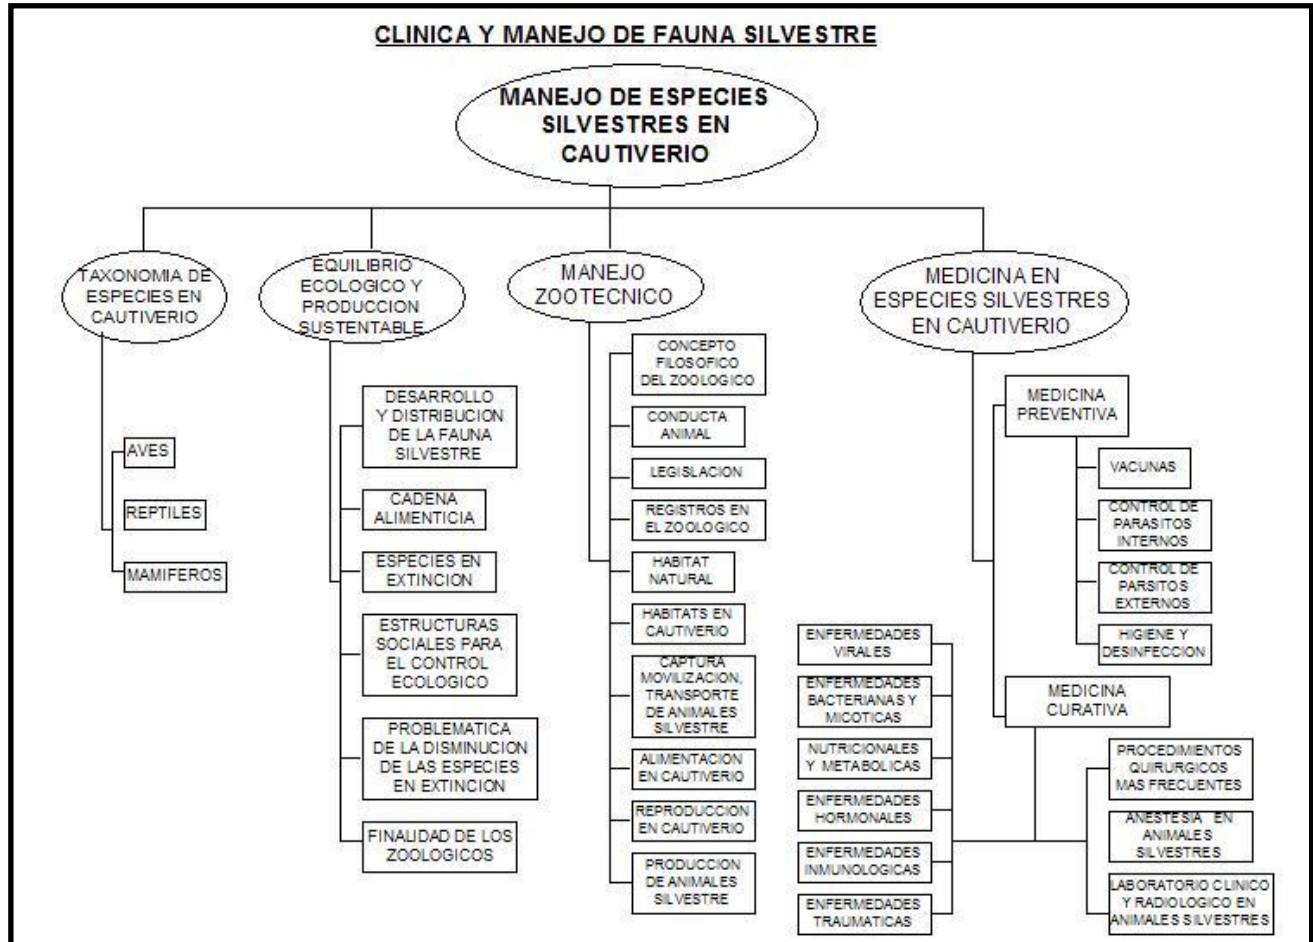 CLINICA Y MANEJO DE FAUNA SILVESTRE
MANEJO DE ESPECIES
SILVESTRES EN
CAUTIVERIO
TAXONOMIA DE
ESPECIES EN
CAUTIVERIO
AVES
REPTILES
MAMIFEROS
EQUILIBRIO
ECOLOGICO Y
PRODUCCION
SUSTENTABLE
DESARROLLO
Y DISTRIBUCION
DE LA FAUNA
SILVESTRE
CADENA
ALIMENTICIA
ESPECIES EN
EXTINCION
ESTRUCTURAS
SOCIALES PARA
EL CONTROL
ECOLOGICO
PROBLEMATICA
DE LA DISMINUCION
DE LAS ESPECIES
EN EXTINCION
FINALIDAD DE LOS
ZOOLOGICOS
MANEJO
ZOOTECNICO
CONCEPTO
FILOSOFICO
DEL ZOOLOGICO
CONDUCTA
ANIMAL
LEGISLACION
REGISTROS EN
EL ZOOLOGICO
HABITAT
NATURAL
HABITATS EN
CAUTIVERIO
CAPTURA
MOVILIZACION,
TRANSPORTE
DE ANIMALES
SILVESTRE
ALIMENTACION
EN CAUTIVERIO
REPRODUCCION
EN CAUTIVERIO
PRODUCCION
DE ANIMALES
SILVESTRE
MEDICINA EN
ESPECIES SILVESTRES
EN CAUTIVERIO
MEDICINA
PREVENTIVA
VACUNAS
CONTROL DE
PARASITOS
INTERNOS
CONTROL DE
PARSITOS
EXTERNOS
HIGIENE Y
DESINFECCION
MEDICINA
CURATIVA
ENFERMEDADES
VIRALES
ENFERMEDADES
BACTERIANAS Y
MICOTICAS
NUTRICIONALES
Y METABOLICAS
ENFERMEDADES
HORMONALES
ENFERMEDADES
INMUNOLOGICAS
ENFERMEDADES
TRAUMATICAS
PROCEDIMIENTOS
QUIRURGICOS
MAS FRECUENTES
ANESTESIA EN
ANIMALES
SILVESTRES
LABORATORIO CLINICO
Y RADIOLOGICO EN
ANIMALES SILVESTRES